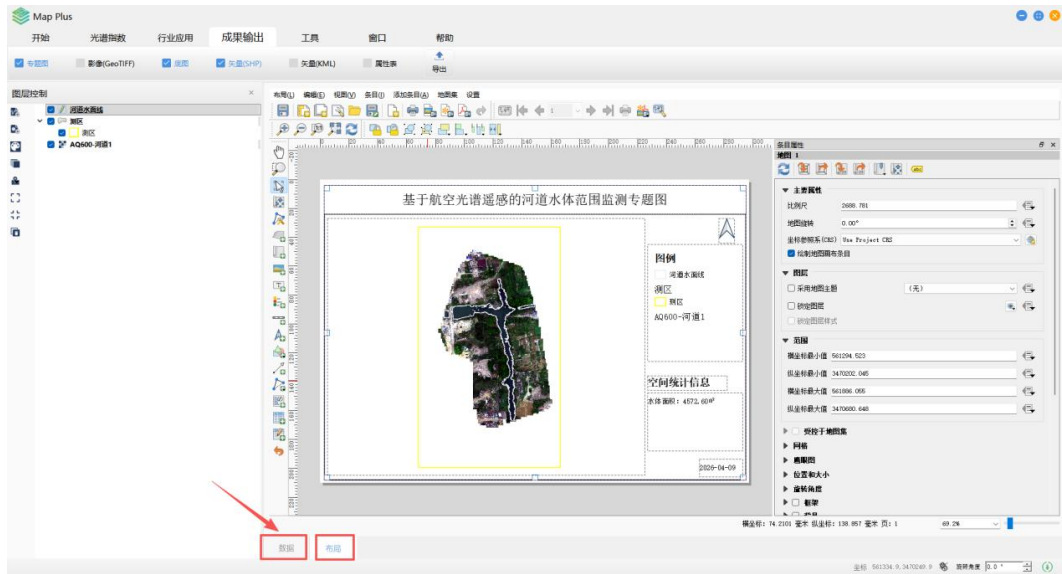 Map Plus
开始 光谱指数 行业应用 成果输出 工具 窗口 帮助
专题图 影像(GeoTIFF) 底图 矢量(SHP) 矢量(KML) 属性表 导出
图层控制
河道水面线
测区
测区
AQ600-河道1
布局(L) 编辑(E) 视图(V) 条目(I) 添加条目(A) 地图集 设置
基于航空光谱遥感的河道水体范围监测专题图
图例
河道水面线
测区
测区
AQ600-河道1
空间统计信息
水体面积：4572.60m²
2026-04-09
条目属性
地图 1
主要属性
比例尺 2688.781
地图旋转 0.00°
坐标参照系(CRS) Use Project CRS
绘制地图画布条目
图层
采用地图主题 (无)
锁定图层
锁定图层样式
范围
横坐标最小值 561294.523
纵坐标最小值 3470202.045
横坐标最大值 561886.055
纵坐标最大值 3470680.648
受控于地图集
网格
鹰眼图
位置和大小
旋转角度
框架
横坐标: 74.2101 毫米 纵坐标: 138.857 毫米 页: 1 69.2%
数据 布局
坐标 561334.9,3470249.9 旋转角度 0.0 °